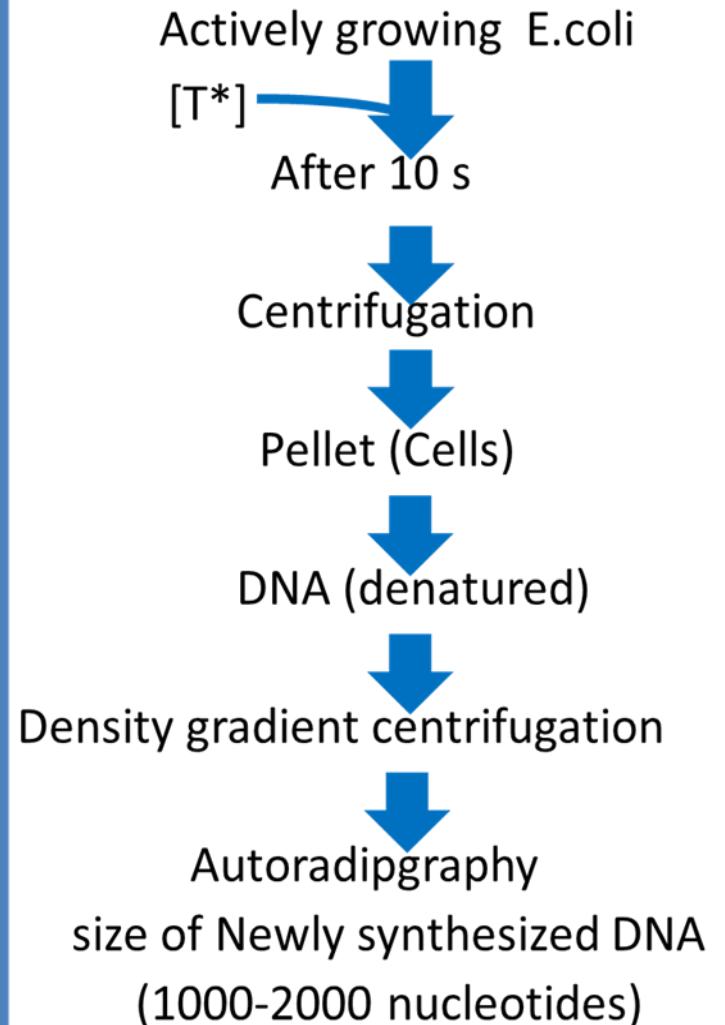 Actively growing E.coli
[T*]
After 10 s
Centrifugation
Pellet (Cells)
DNA (denatured)
Density gradient centrifugation
Autoradipgraphy
size of Newly synthesized DNA
(1000-2000 nucleotides)